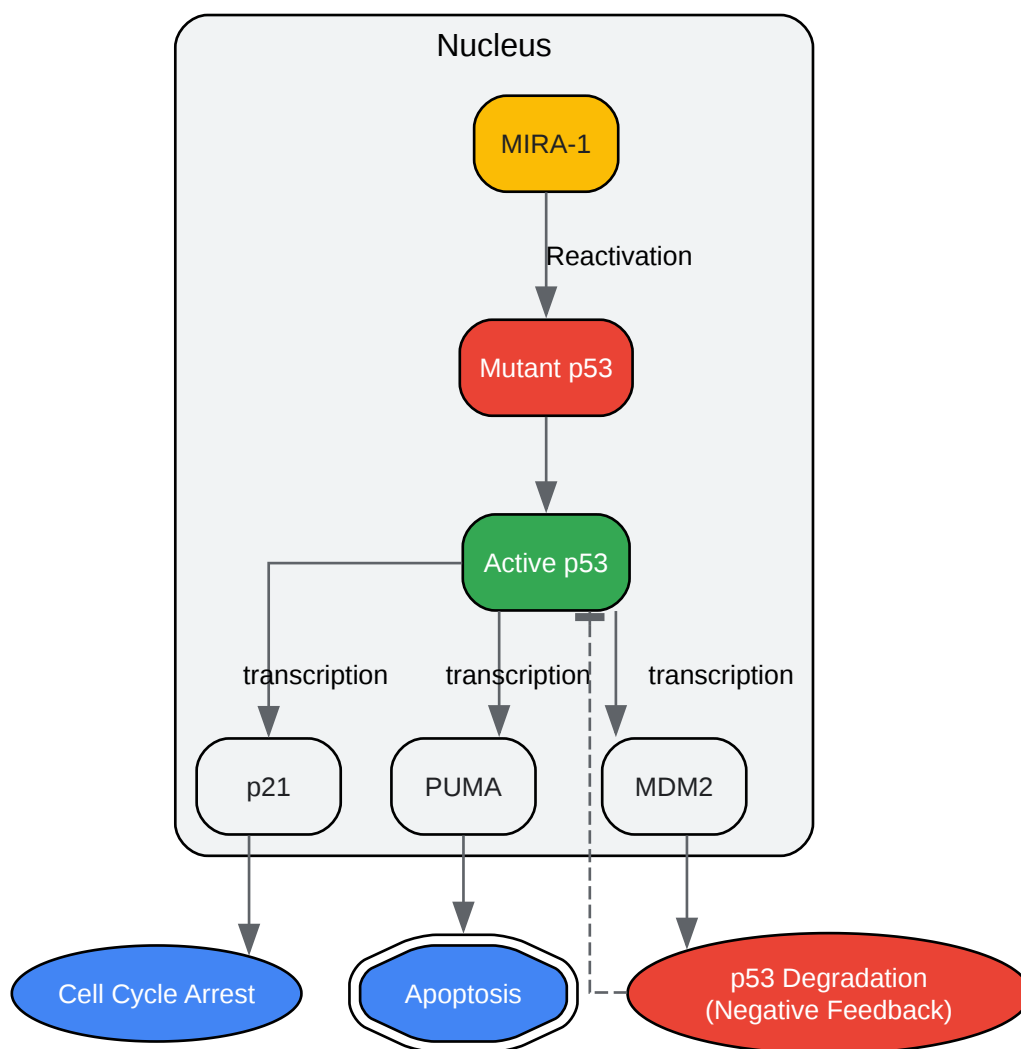 Nucleus
MIRA-1
Reactivation
Mutant p53
Active p53
transcription
transcription
transcription
p21
PUMA
MDM2
Cell Cycle Arrest
Apoptosis
p53 Degradation
(Negative Feedback)